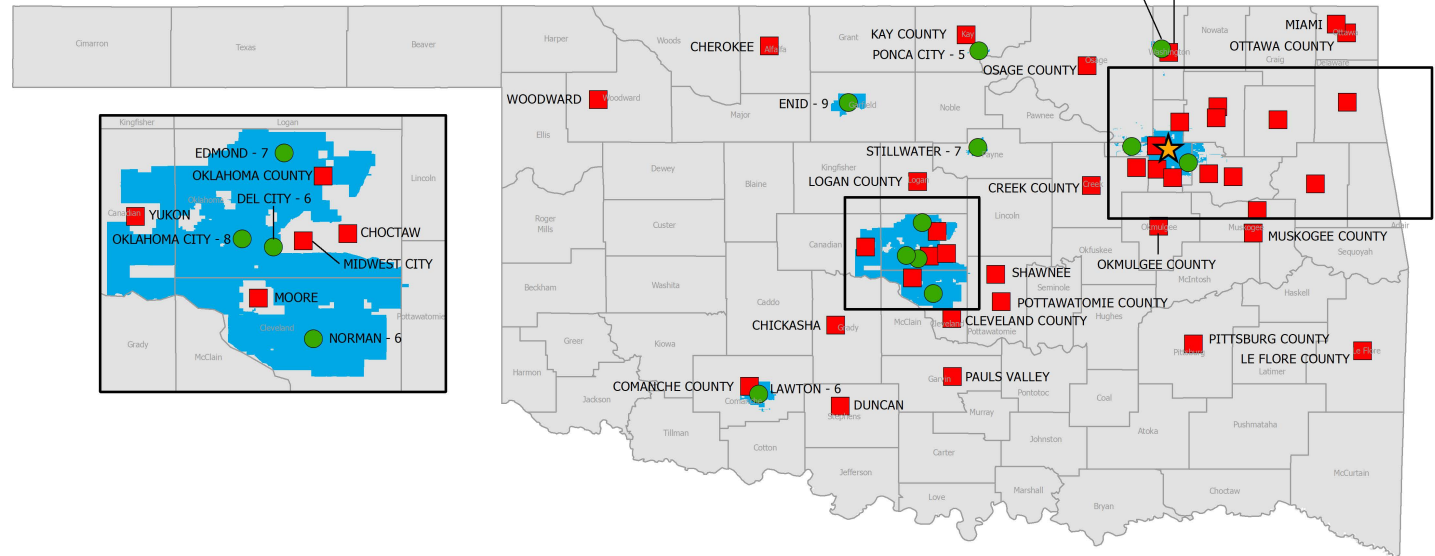 Cimarron
Texas
Beaver
Harper
Woods
CHEROKEE
Alfalfa
Grant
KAY COUNTY
Kay
PONCA CITY - 5
OSAGE COUNTY
Osage
Washington
Nowata
MIAMI
OTTAWA COUNTY
Ottawa
Craig
Delaware
WOODWARD
Woodward
Ellis
Major
ENID - 9
Garfield
Noble
Pawnee
STILLWATER - 7
Payne
Dewey
Blaine
Kingfisher
LOGAN COUNTY
Logan
Lincoln
CREEK COUNTY
Creek
Roger
Mills
Custer
Canadian
Okfuskee
Okmulgee
OKMULGEE COUNTY
Muskogee
MUSKOGEE COUNTY
Adair
Sequoyah
McIntosh
Haskell
Beckham
Washita
Caddo
SHAWNEE
Seminole
POTTAWATOMIE COUNTY
Hughes
McClain
Cleveland
CLEVELAND COUNTY
Pottawatomie
CHICKASHA
Grady
Greer
Kiowa
Harmon
Jackson
COMANCHE COUNTY
Comanche
LAWTON - 6
DUNCAN
Stephens
Garvin
PAULS VALLEY
PITTSBURG COUNTY
Pittsburg
LE FLORE COUNTY
Le Flore
Latimer
Pontotoc
Coal
Murray
Tillman
Cotton
Jefferson
Carter
Johnston
Atoka
Pushmataha
McCurtain
Love
Marshall
Bryan
Choctaw
Kingfisher
Logan
EDMOND - 7
OKLAHOMA COUNTY
Lincoln
DEL CITY - 6
Oklahoma
Canadian
YUKON
OKLAHOMA CITY - 8
CHOCTAW
MIDWEST CITY
MOORE
Cleveland
Pottawatomie
NORMAN - 6
Grady
McClain